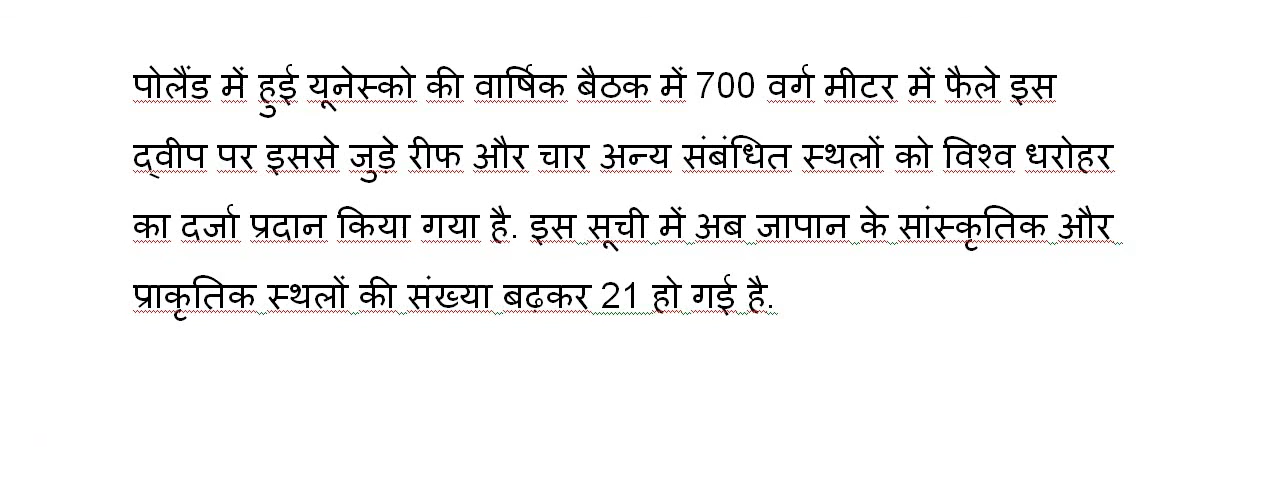 पोलैंड में हुई यूनेस्को की वार्षिक बैठक में 700 वर्ग मीटर में फैले इस
द्वीप पर इससे जुड़े रीफ और चार अन्य संबंधित स्थलों को विश्व धरोहर
का दर्जा प्रदान किया गया है. इस सूची में अब जापान के सांस्कृतिक और
प्राकृतिक स्थलों की संख्या बढ़कर 21 हो गई है.